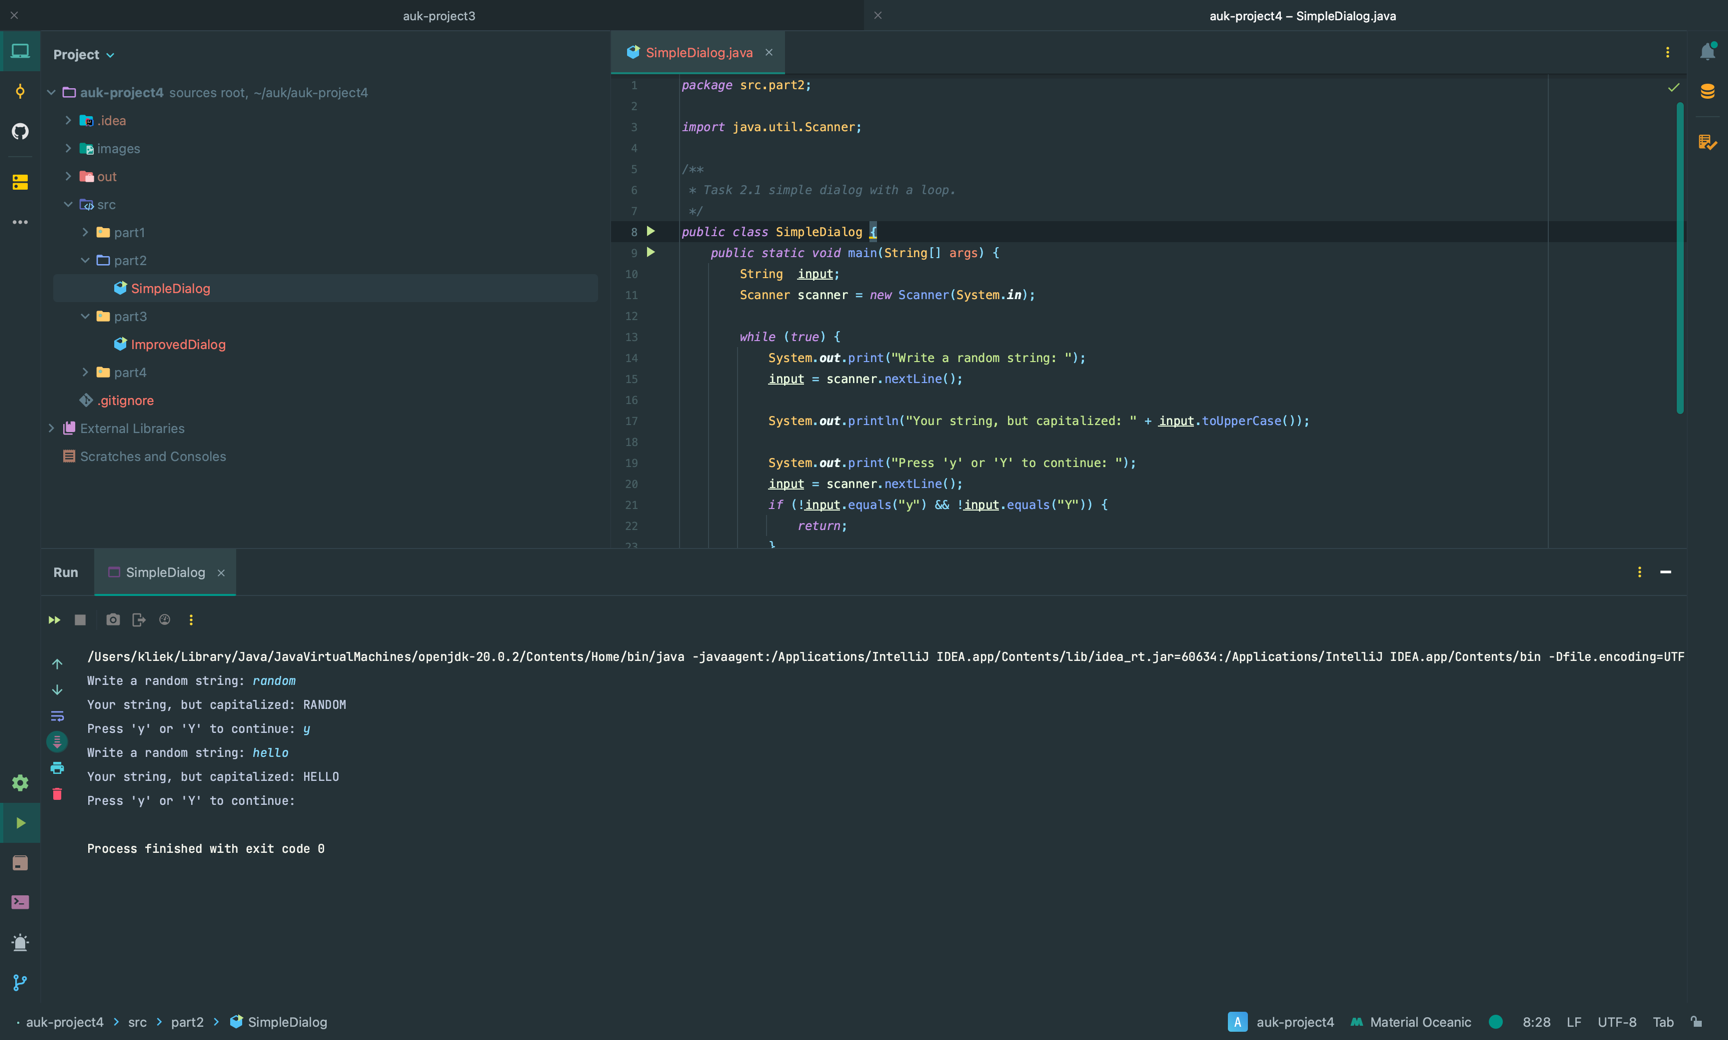 auk-project3
auk-project4 – SimpleDialog.java
Project
auk-project4 sources root, ~/auk/auk-project4
.idea
images
out
src
part1
part2
SimpleDialog
part3
ImprovedDialog
part4
.gitignore
External Libraries
Scratches and Consoles
SimpleDialog.java
1 package src.part2;
2
3 import java.util.Scanner;
4
5 /**
6 * Task 2.1 simple dialog with a loop.
7 */
8 public class SimpleDialog {
9 public static void main(String[] args) {
10 String input;
11 Scanner scanner = new Scanner(System.in);
12
13 while (true) {
14 System.out.print("Write a random string: ");
15 input = scanner.nextLine();
16
17 System.out.println("Your string, but capitalized: " + input.toUpperCase());
18
19 System.out.print("Press 'y' or 'Y' to continue: ");
20 input = scanner.nextLine();
21 if (!input.equals("y") && !input.equals("Y")) {
22 return;
23 }
Run
SimpleDialog
/Users/kliek/Library/Java/JavaVirtualMachines/openjdk-20.0.2/Contents/Home/bin/java -javaagent:/Applications/IntelliJ IDEA.app/Contents/lib/idea_rt.jar=60634:/Applications/IntelliJ IDEA.app/Contents/bin -Dfile.encoding=UTF
Write a random string: random
Your string, but capitalized: RANDOM
Press 'y' or 'Y' to continue: y
Write a random string: hello
Your string, but capitalized: HELLO
Press 'y' or 'Y' to continue:
Process finished with exit code 0
auk-project4 > src > part2 > SimpleDialog
A auk-project4 Material Oceanic 8:28 LF UTF-8 Tab